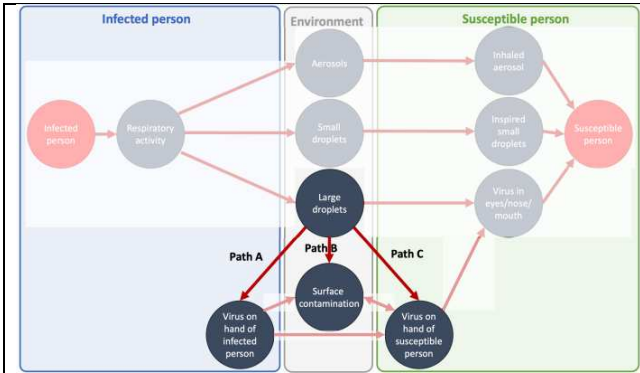 Infected person
Environment
Susceptible person
Aerosols
Inhaled
aerosol
Infected
person
Respiratory
activity
Small
droplets
Inspired
small
droplets
Susceptible
person
Large
droplets
Virus in
eyes/nose/
mouth
Path A
Path B
Path C
Surface
contamination
Virus on
hand of
infected
person
Virus on
hand of
susceptible
person